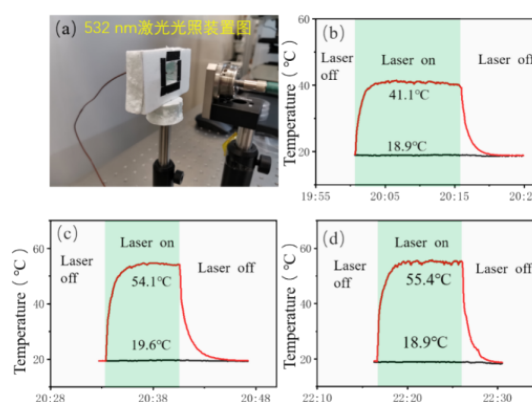 (a) 532 nm激光光照装置图
(b)
Laser on
Laser
off
Laser off
41.1℃
18.9℃
Temperature（℃）
60
40
20
19:55
20:05
20:15
(c)
Laser on
Laser
off
Laser off
54.1℃
19.6℃
Temperature（℃）
60
40
20
20:28
20:38
20:48
(d)
Laser on
Laser
off
Laser off
55.4℃
18.9℃
Temperature（℃）
60
40
20
22:10
22:20
22:30